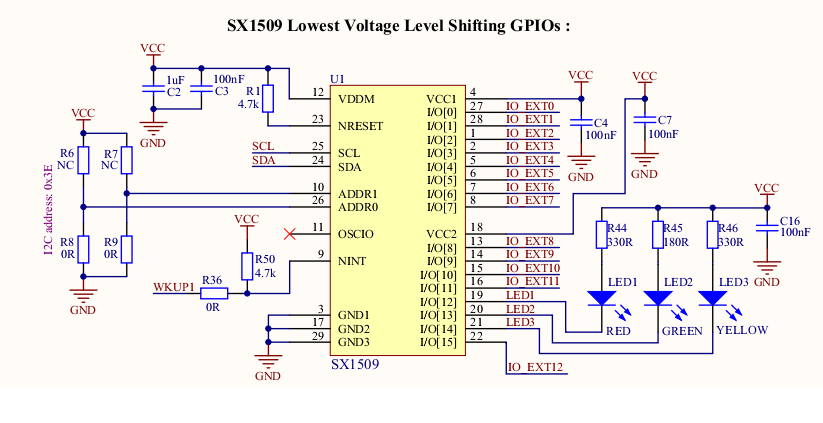 SX1509 Lowest Voltage Level Shifting GPIOs :
VCC
1uF
C2
100nF
C3
R1
4.7k
U1
SX1509
12 VDDM
23 NRESET
SCL 25 SCL
SDA 24 SDA
10 ADDR1
26 ADDR0
11 OSCIO
9 NINT
3 GND1
17 GND2
29 GND3
VCC1 4
I/O[0] 27 IO_EXT0
I/O[1] 28 IO_EXT1
I/O[2] 1 IO_EXT2
I/O[3] 2 IO_EXT3
I/O[4] 5 IO_EXT4
I/O[5] 6 IO_EXT5
I/O[6] 7 IO_EXT6
I/O[7] 8 IO_EXT7
VCC2 18
I/O[8] 13 IO_EXT8
I/O[9] 14 IO_EXT9
I/O[10] 15 IO_EXT10
I/O[11] 16 IO_EXT11
I/O[12] 19 LED1
I/O[13] 20 LED2
I/O[14] 21 LED3
I/O[15] 22
IO_EXT12
GND
VCC
R6
NC
R7
NC
I2C address: 0x3E
R8
0R
R9
0R
GND
VCC
R50
4.7k
WKUP1
R36
0R
GND
VCC
C4
100nF
GND
VCC
C7
100nF
GND
VCC
R44
330R
R45
180R
R46
330R
C16
100nF
GND
LED1
LED2
LED3
RED
GREEN
YELLOW